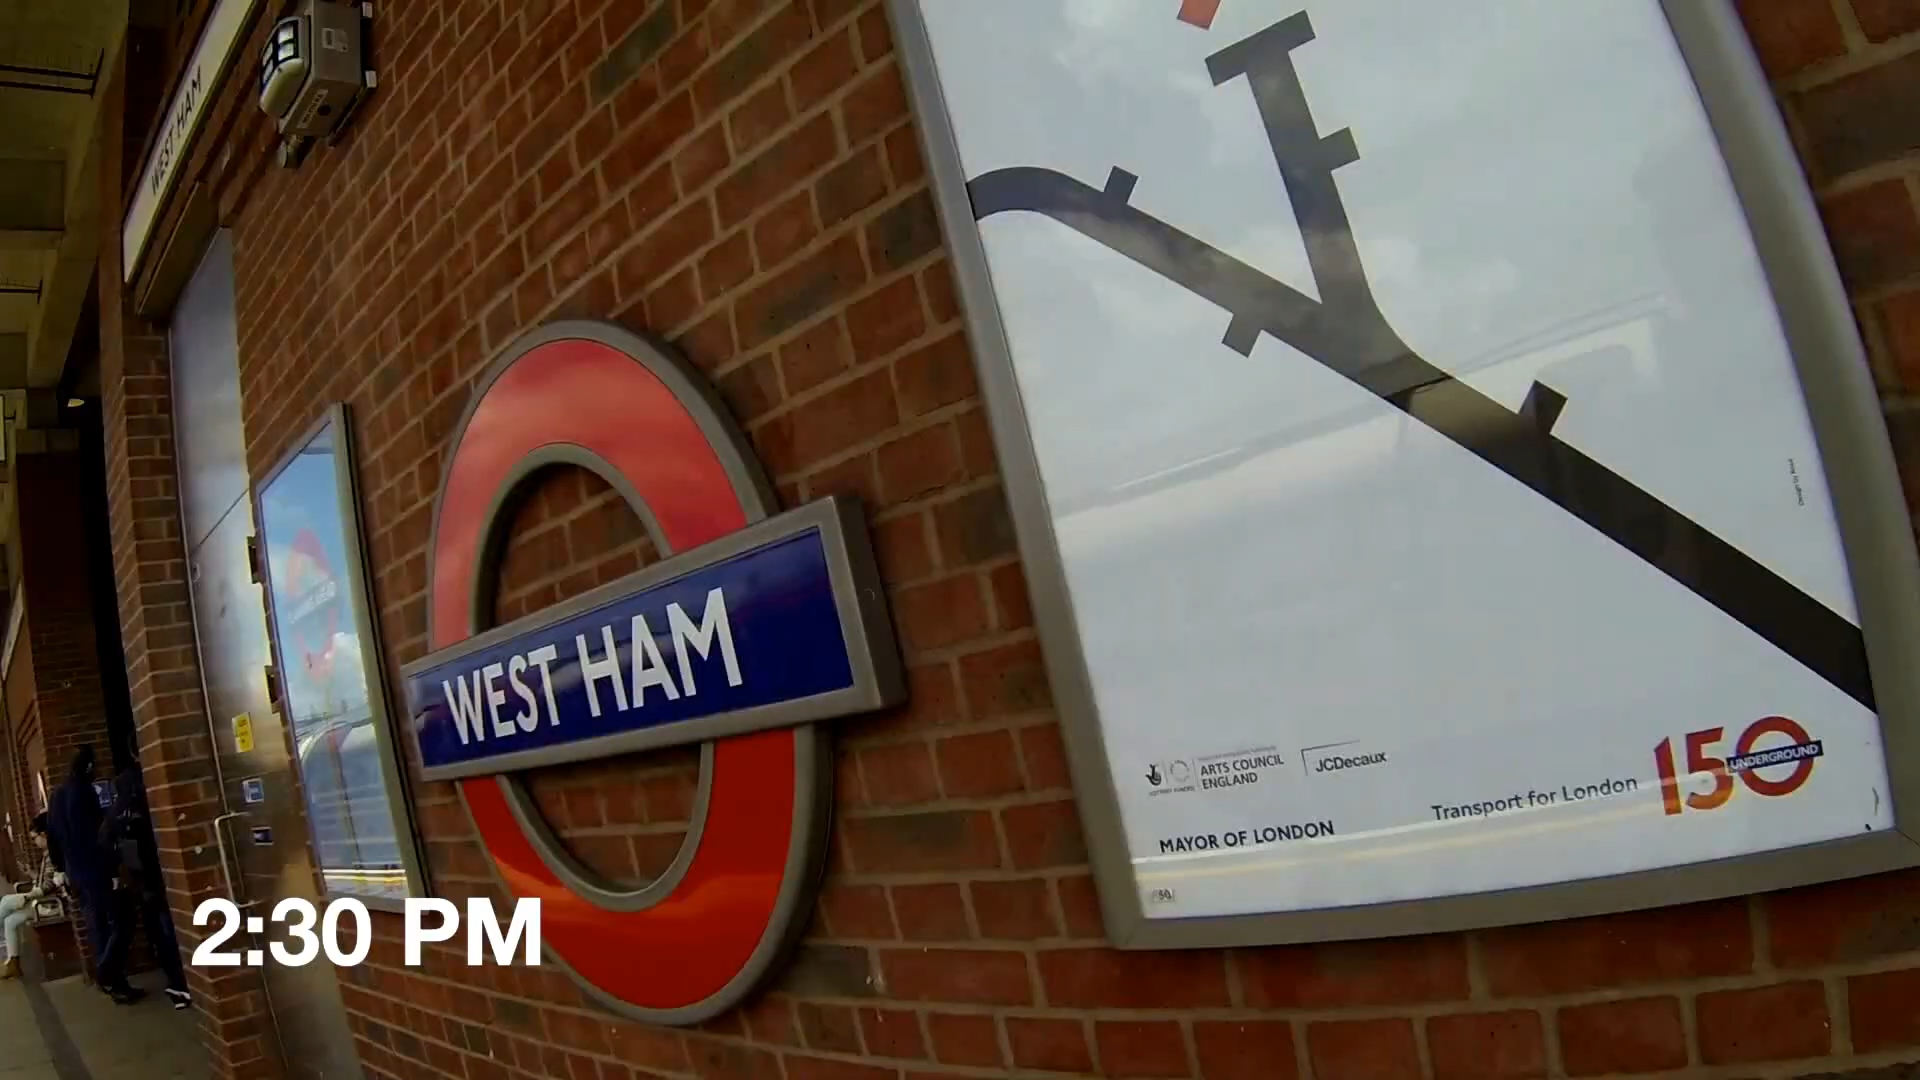 WEST HAM
WEST HAM
ARTS COUNCIL
ENGLAND
JCDecaux
Transport for London
150
UNDERGROUND
MAYOR OF LONDON
2:30 PM